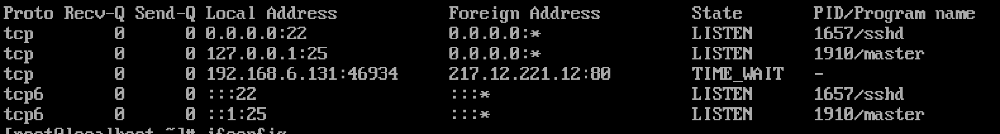 Proto Recv-Q Send-Q Local Address           Foreign Address         State       PID/Program name
tcp        0      0 0.0.0.0:22              0.0.0.0:*               LISTEN      1657/sshd
tcp        0      0 127.0.0.1:25            0.0.0.0:*               LISTEN      1910/master
tcp        0      0 192.168.6.131:46994     217.12.221.12:80        TIME_WAIT   -
tcp6       0      0 :::22                   :::*                    LISTEN      1657/sshd
tcp6       0      0 ::1:25                  :::*                    LISTEN      1910/master
[root@localhost ~]# ifconfig